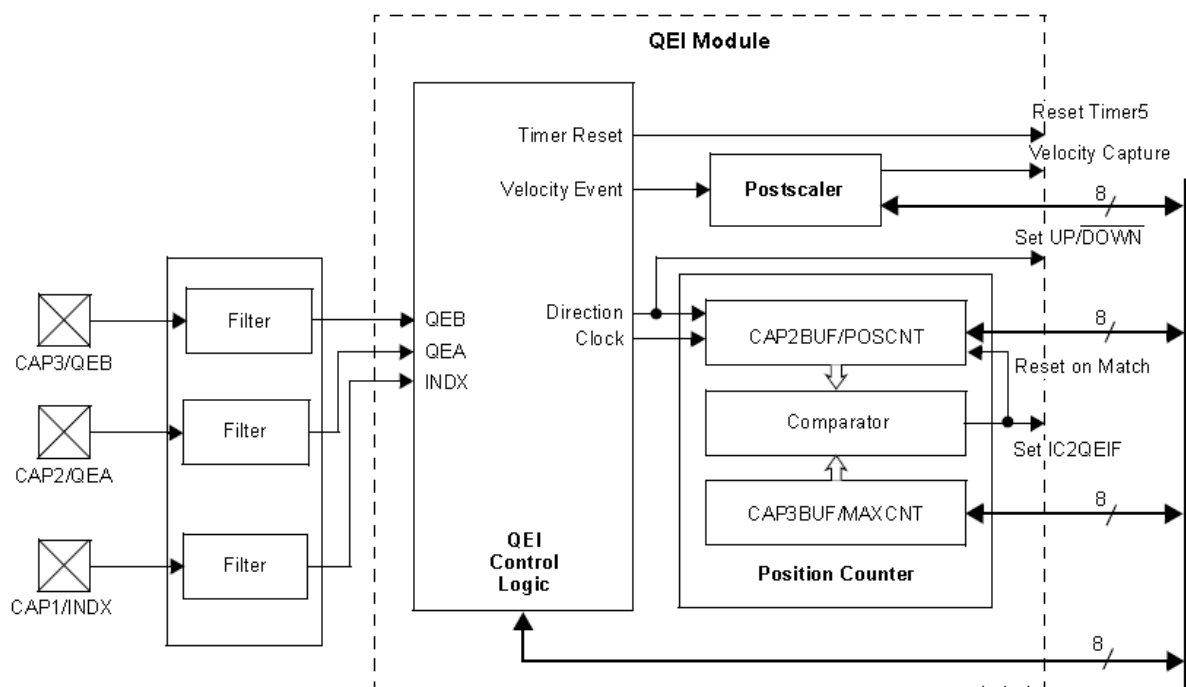 QEI Module
Reset Timer5
Timer Reset
Velocity Capture
Velocity Event
Postscaler
8
Set UP/DOWN
Filter
QEB
Direction
CAP2BUF/POSCNT
8
Clock
CAP3/QEB
QEA
Reset on Match
INDX
Filter
Comparator
CAP2/QEA
Set IC2QEIF
8
CAP3BUF/MAXCNT
QEI
Control
Logic
Filter
Position Counter
CAP1/INDX
8